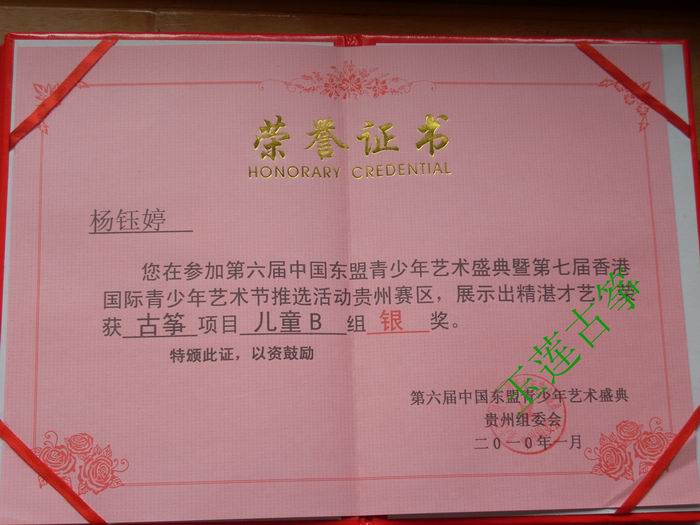 荣誉证书
HONORARY CREDENTIAL
杨钰婷
您在参加第六届中国东盟青少年艺术盛典暨第七届香港
国际青少年艺术节推选活动贵州赛区，展示出精湛才艺，荣
获 古筝 项目 儿童B 组 银 奖。
特颁此证，以资鼓励
第六届中国东盟青少年艺术盛典
贵州组委会
二〇一〇年一月
玉莲古筝